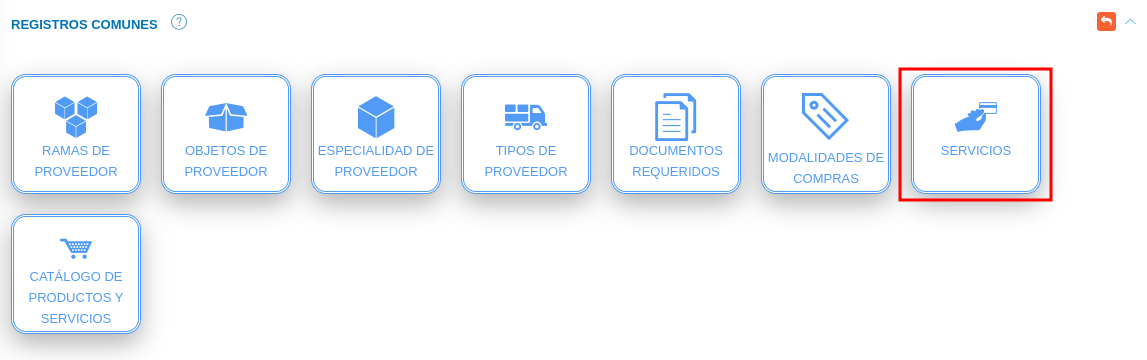 REGISTROS COMUNES ?
RAMAS DE
PROVEEDOR
OBJETOS DE
PROVEEDOR
ESPECIALIDAD DE
PROVEEDOR
TIPOS DE
PROVEEDOR
DOCUMENTOS
REQUERIDOS
MODALIDADES DE
COMPRAS
SERVICIOS
CATÁLOGO DE
PRODUCTOS Y
SERVICIOS